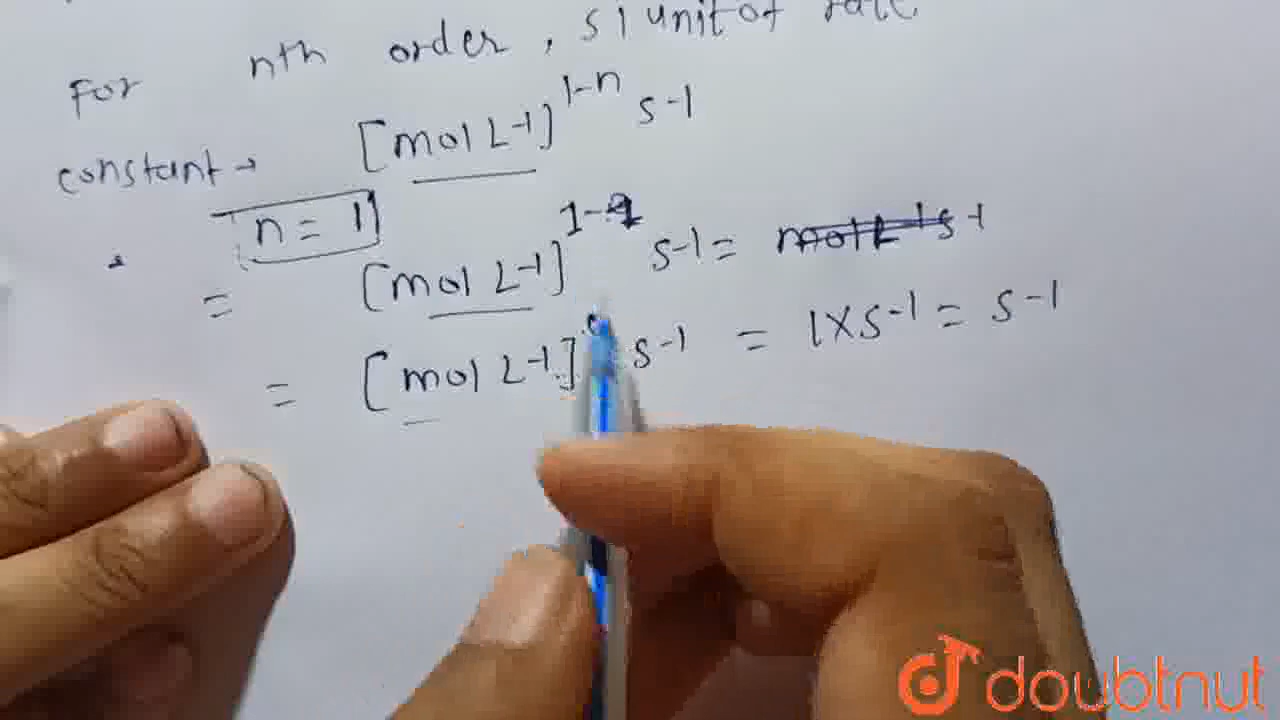 For nth order, SI unit of rate
constant → [mol L-1]1-n s-1
n = 1
= [mol L-1]1-1 s-1 = mol L-1 s-1
= [mol L-1]0 s-1 = 1×s-1 = s-1
doubtnut